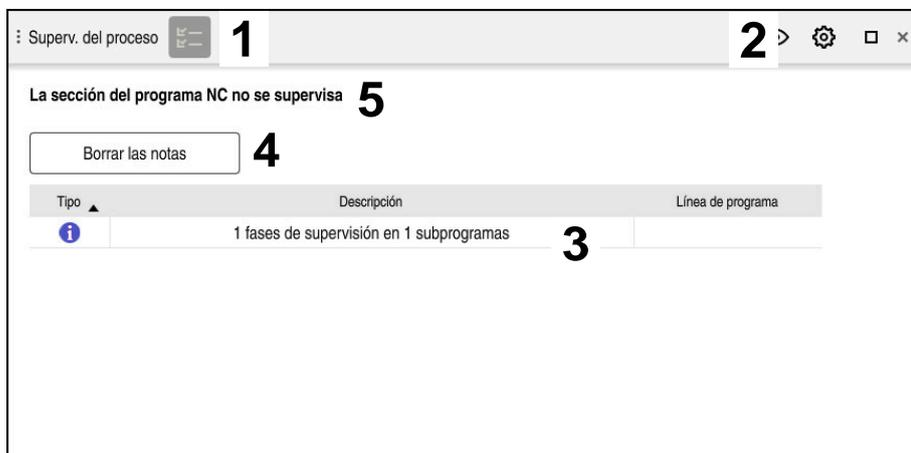 Superv. del proceso 1 2
La sección del programa NC no se supervisa 5
Borrar las notas 4
Tipo Descripción Línea de programa
1 fases de supervisión en 1 subprogramas 3